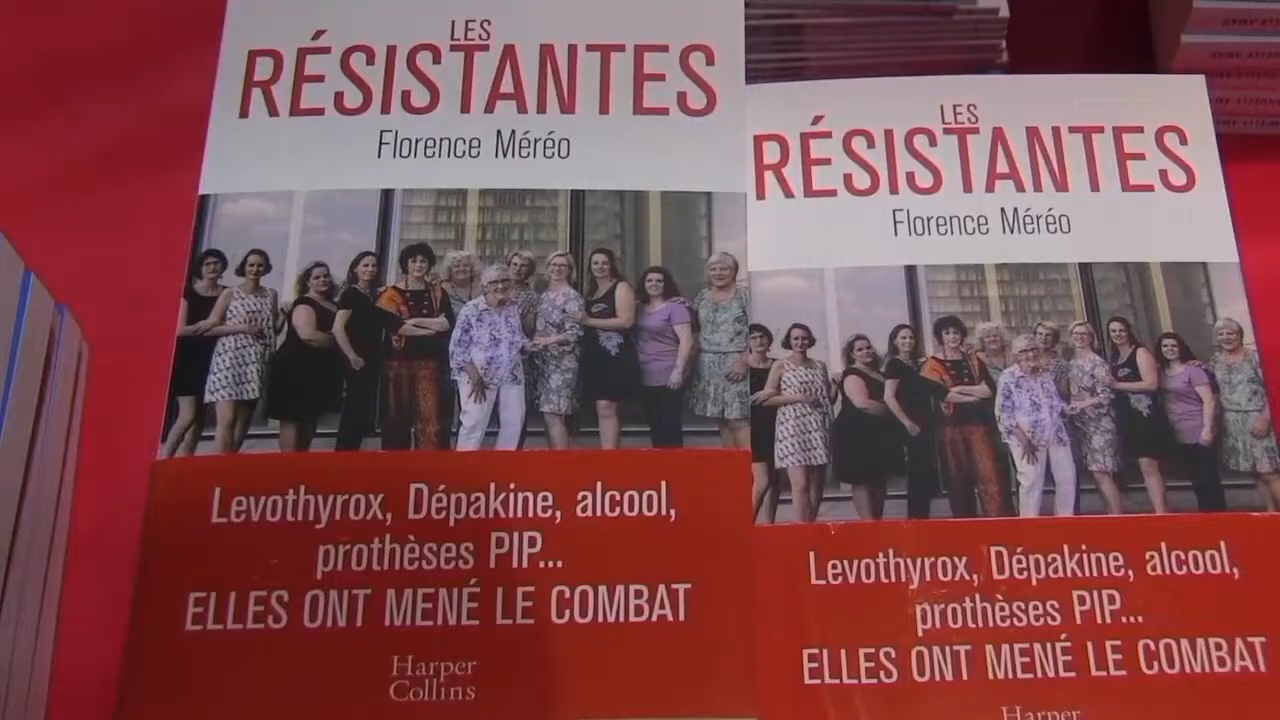 LES
RÉSISTANTES
Florence Méréo
Levothyrox, Dépakine, alcool,
prothèses PIP...
ELLES ONT MENÉ LE COMBAT
Harper
Collins
LES
RÉSISTANTES
Florence Méréo
Levothyrox, Dépakine, alcool,
prothèses PIP...
ELLES ONT MENÉ LE COMBAT
Harper